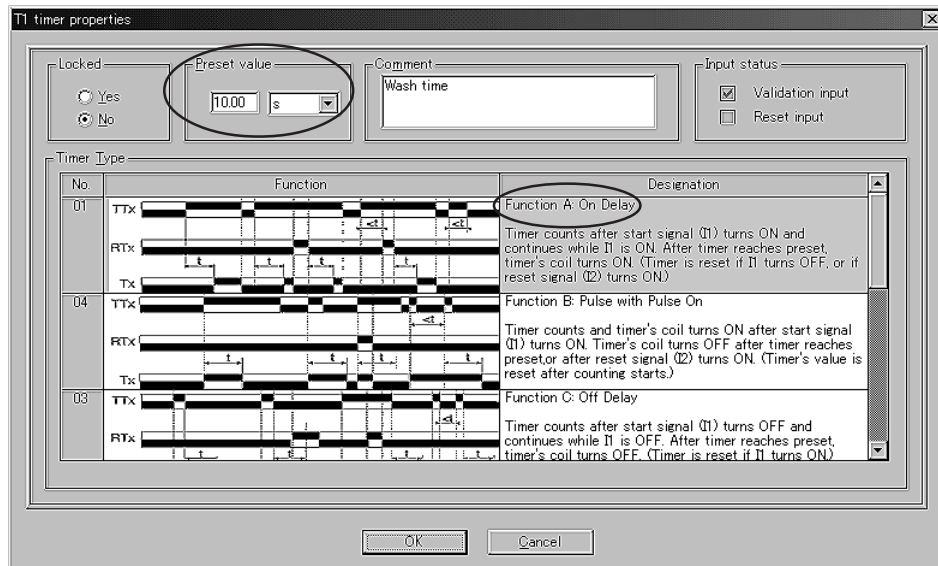 T1 timer properties
Locked
Yes
No
Preset value
10.00 s
Comment
Wash time
Input status
Validation input
Reset input
Timer Type
No. Function Designation
01
TTx
RTx
Tx
t t t t
<t <t
Function A: On Delay
Timer counts after start signal (I1) turns ON and
continues while I1 is ON. After timer reaches preset,
timer's coil turns ON. (Timer is reset if I1 turns OFF, or if
reset signal (I2) turns ON.)
04
TTx
RTx
Tx
<t
t t t t
Function B: Pulse with Pulse On
Timer counts and timer's coil turns ON after start signal
(I1) turns ON. Timer's coil turns OFF after timer reaches
preset,or after reset signal (I2) turns ON. (Timer's value is
reset after counting starts.)
03
TTx
RTx
<t
t t t t
Function C: Off Delay
Timer counts after start signal (I1) turns OFF and
continues while I1 is OFF. After timer reaches preset,
timer's coil turns OFF. (Timer is reset if I1 turns ON.)
OK Cancel